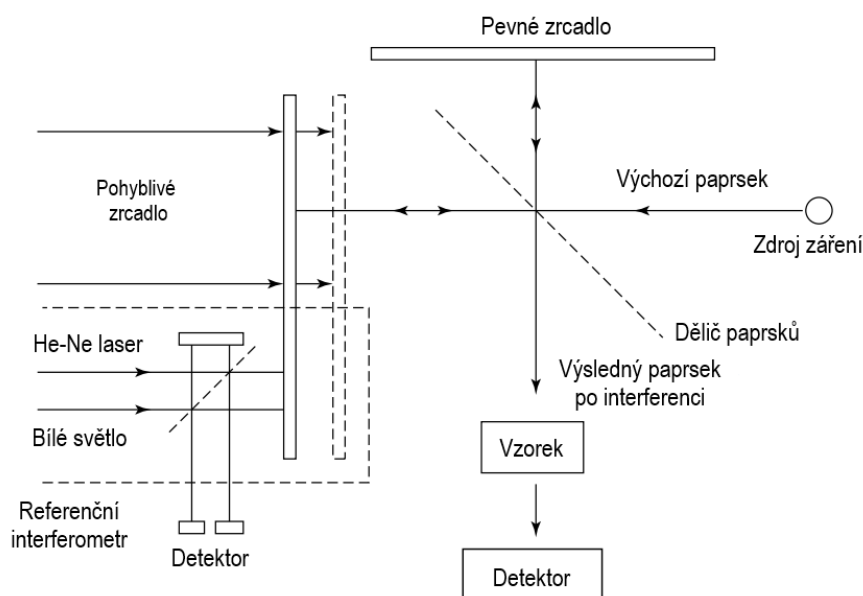 Pevné zrcadlo
Pohyblivé
zrcadlo
Výchozí paprsek
Zdroj záření
Dělič paprsků
He-Ne laser
Bílé světlo
Výsledný paprsek
po interferenci
Vzorek
Referenční
interferometr
Detektor
Detektor